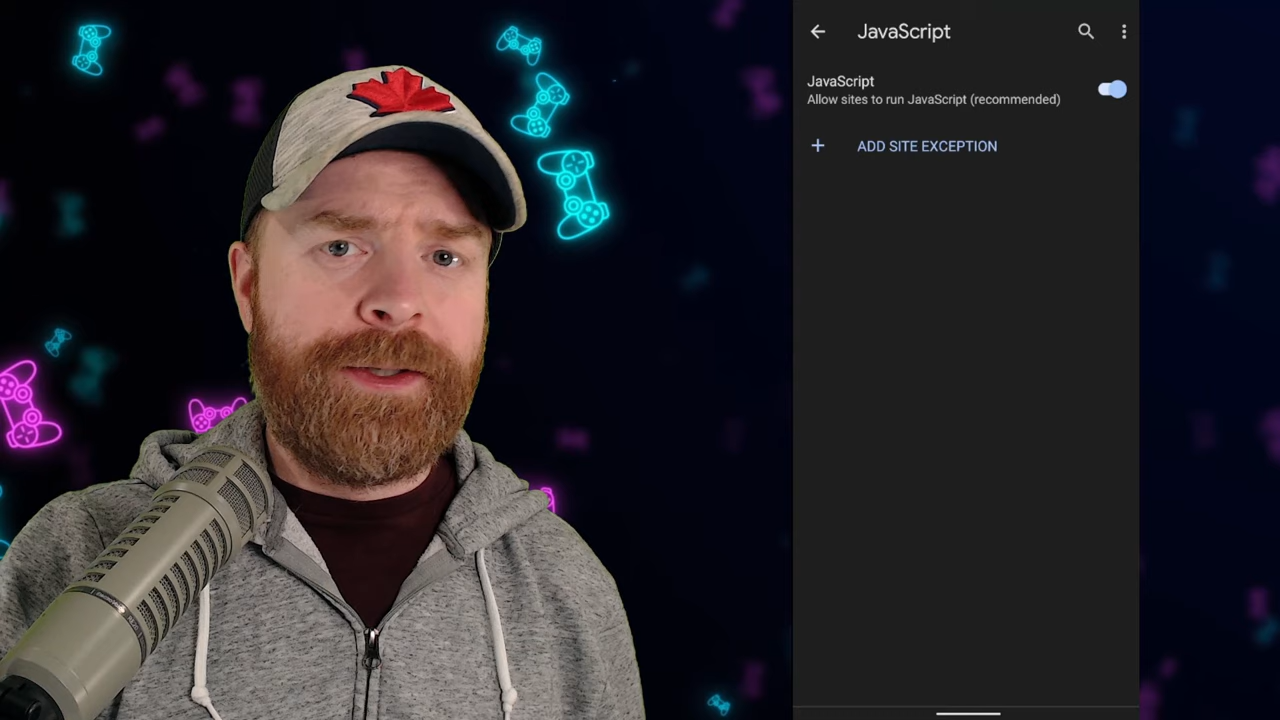 JavaScript
JavaScript
Allow sites to run JavaScript (recommended)
ADD SITE EXCEPTION